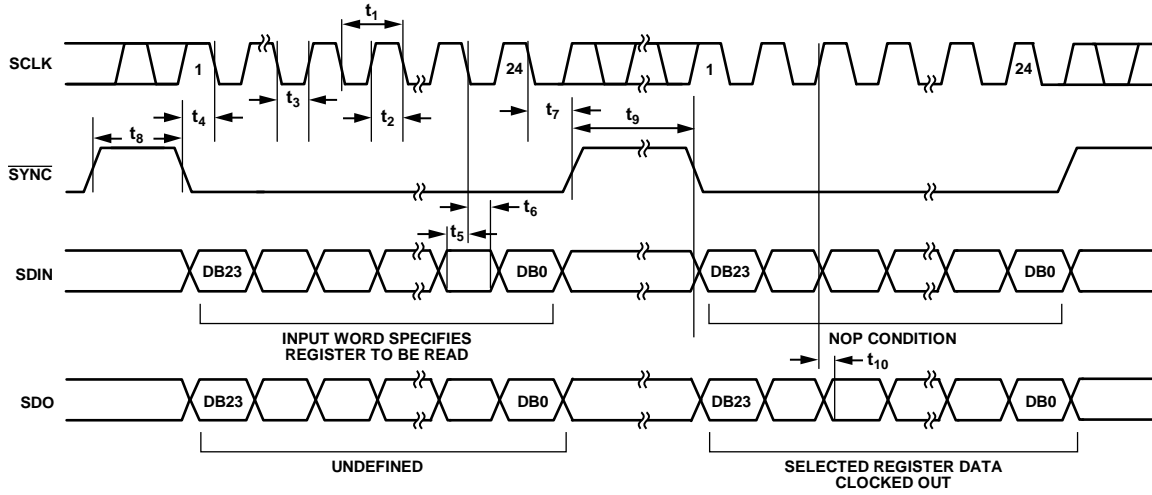 t1
SCLK
1
24
1
24
t3
t2
t4
t7
t8
t9
SYNC
t6
t5
SDIN
DB23
DB0
DB23
DB0
INPUT WORD SPECIFIES
REGISTER TO BE READ
NOP CONDITION
t10
SDO
DB23
DB0
DB23
DB0
UNDEFINED
SELECTED REGISTER DATA
CLOCKED OUT